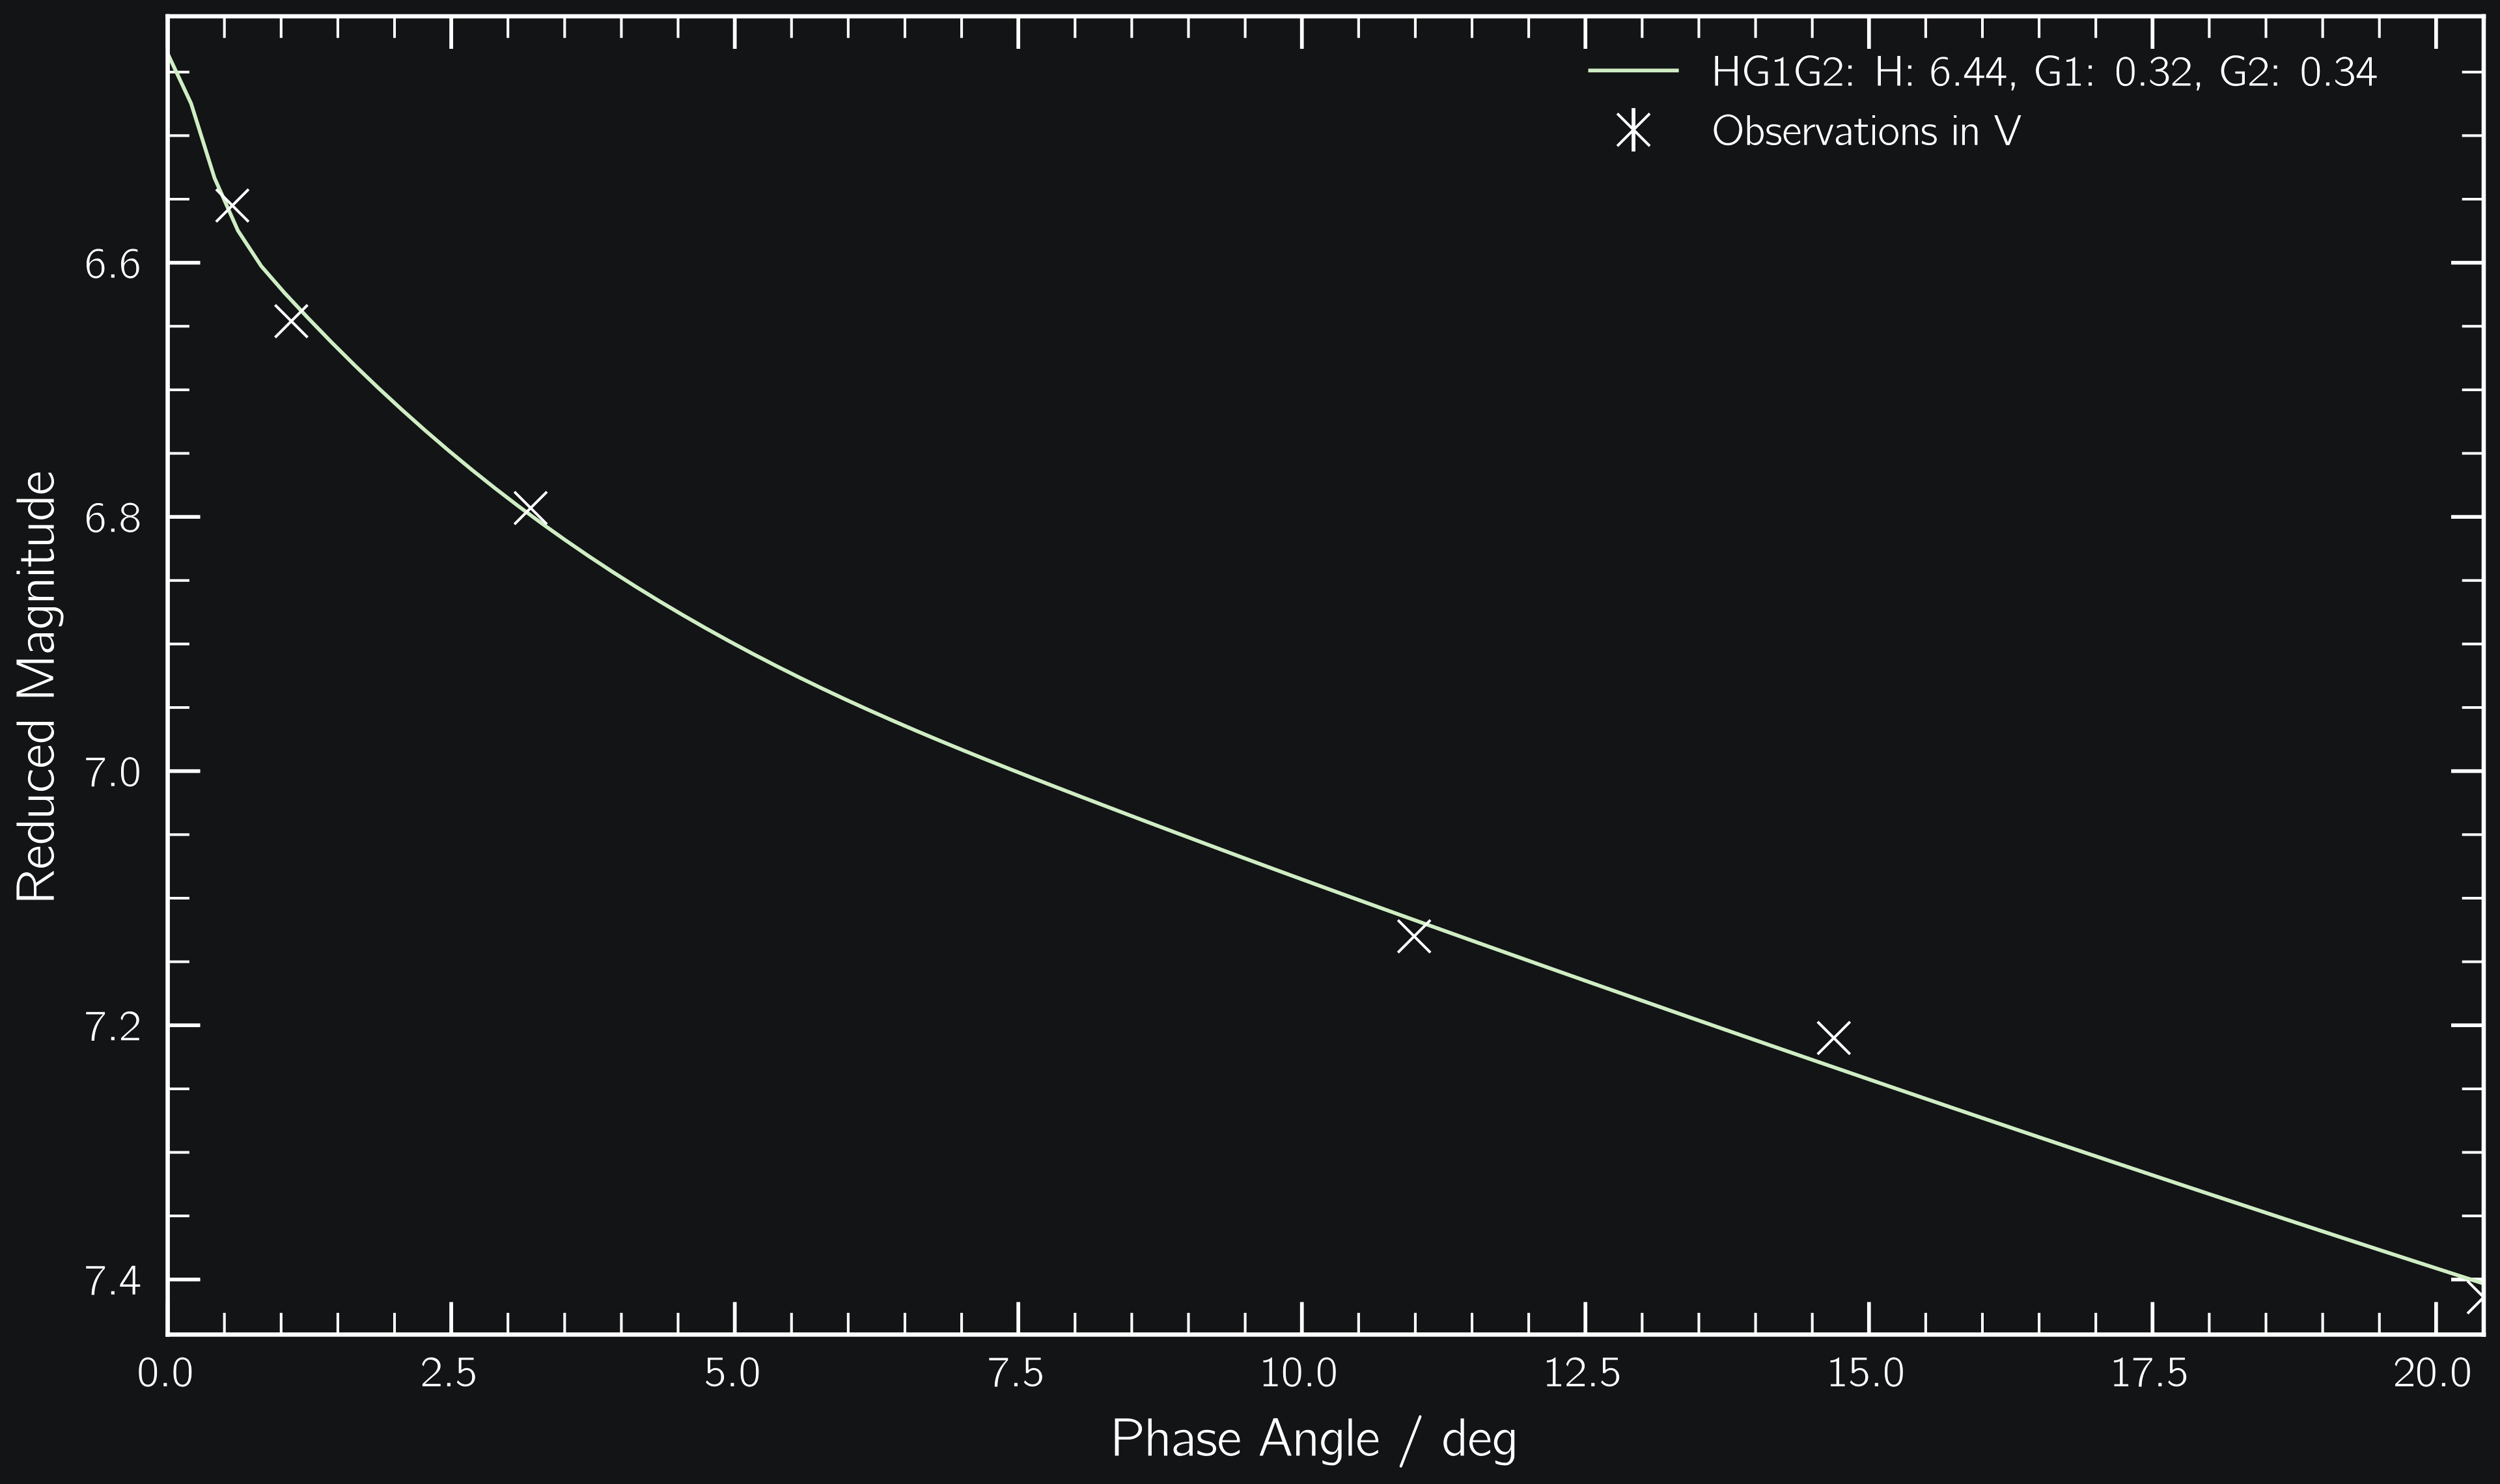 HG1G2: H: 6.44, G1: 0.32, G2: 0.34
Observations in V
Reduced Magnitude
6.6
6.8
7.0
7.2
7.4
0.0 2.5 5.0 7.5 10.0 12.5 15.0 17.5 20.0
Phase Angle / deg